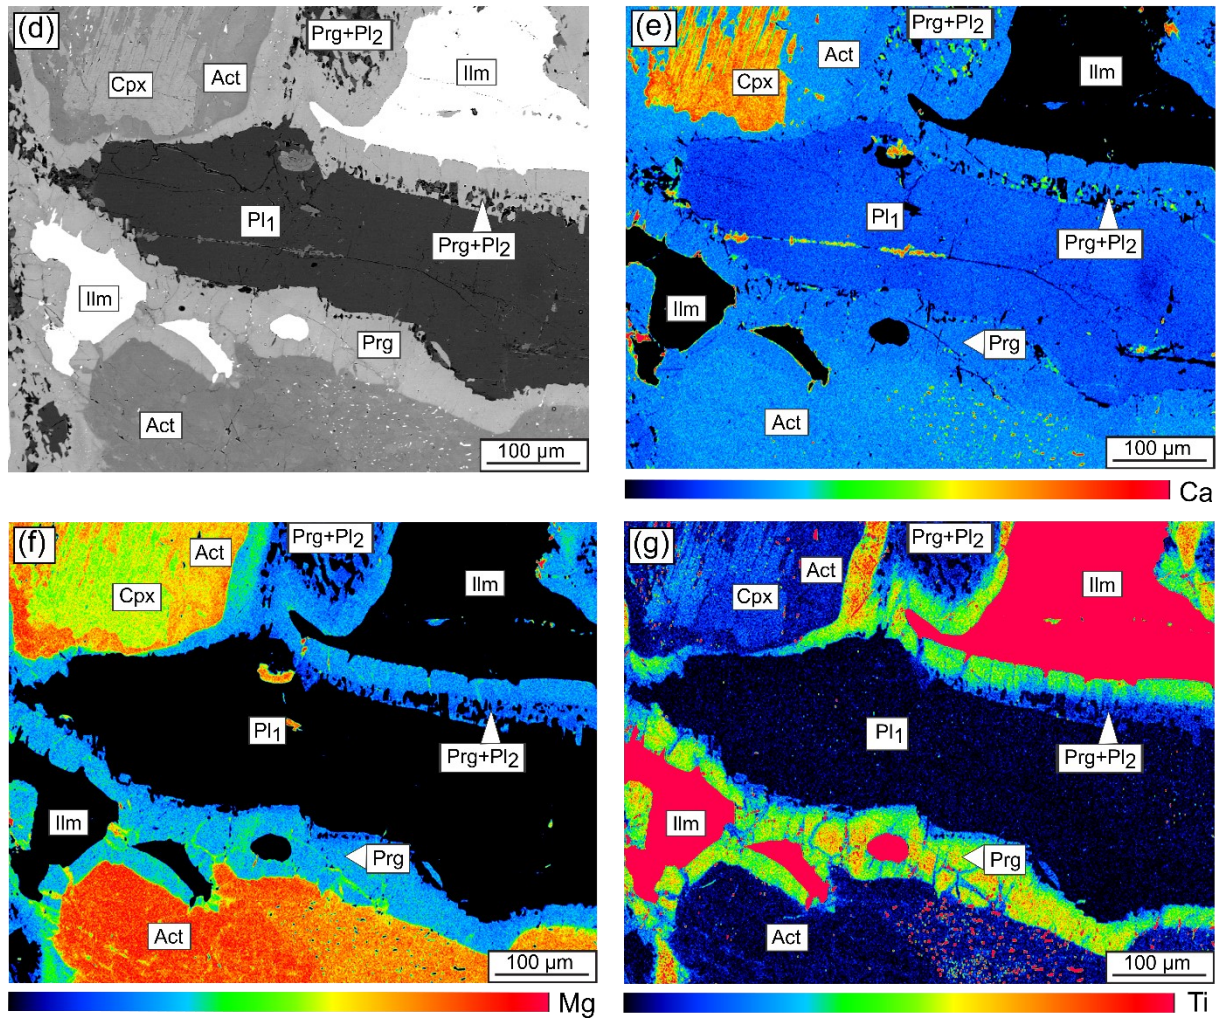 (d)
Prg+Pl2
Ilm
Cpx
Act
Pl1
Prg+Pl2
Ilm
Prg
Act
100 µm
(e)
Prg+Pl2
Act
Ilm
Cpx
Pl1
Prg+Pl2
Ilm
Prg
Act
100 µm
Ca
(f)
Prg+Pl2
Act
Ilm
Cpx
Pl1
Prg+Pl2
Ilm
Prg
Act
100 µm
Mg
(g)
Prg+Pl2
Ilm
Cpx
Act
Pl1
Prg+Pl2
Ilm
Prg
Act
100 µm
Ti